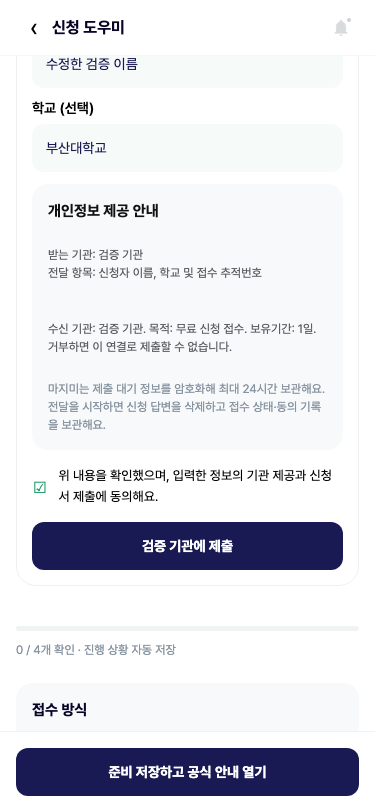 신청 도우미
수정한 검증 이름
학교 (선택)
부산대학교
개인정보 제공 안내
받는 기관: 검증 기관
전달 항목: 신청자 이름, 학교 및 접수 추적번호
수신 기관: 검증 기관. 목적: 무료 신청 접수. 보유기간: 1일.
거부하면 이 연결로 제출할 수 없습니다.
마지미는 제출 대기 정보를 암호화해 최대 24시간 보관해요.
전달을 시작하면 신청 답변을 삭제하고 접수 상태·동의 기록
을 보관해요.
위 내용을 확인했으며, 입력한 정보의 기관 제공과 신청
서 제출에 동의해요.
검증 기관에 제출
0 / 4개 확인 · 진행 상황 자동 저장
접수 방식
준비 저장하고 공식 안내 열기